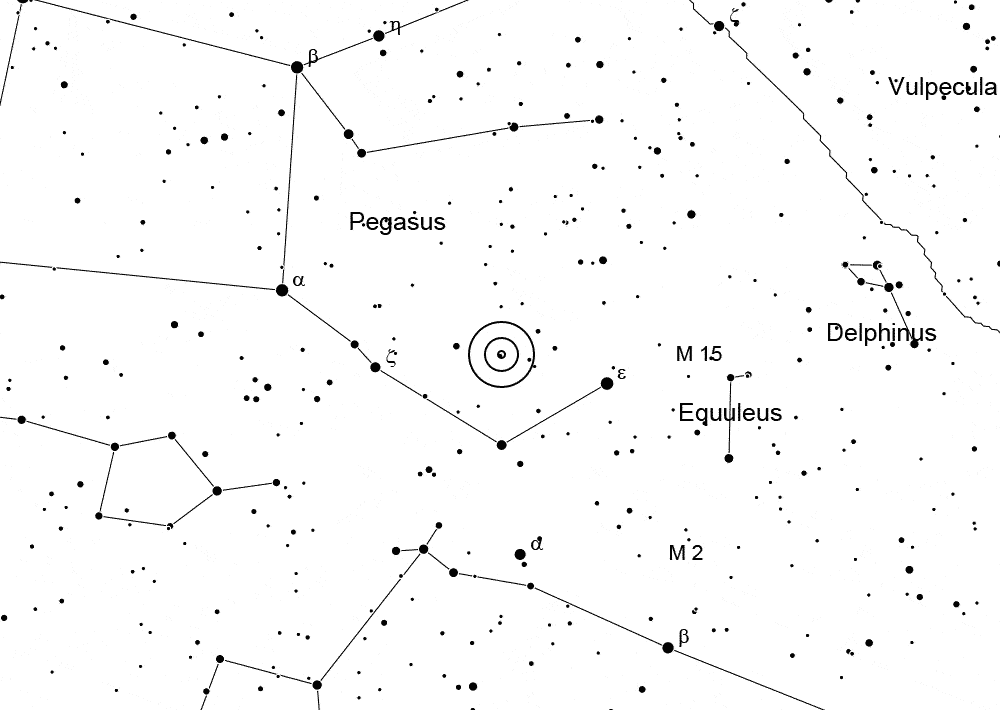 ζ
η
β
Vulpecula
Pegasus
α
Delphinus
M 15
ζ
ε
Equuleus
α
M 2
β